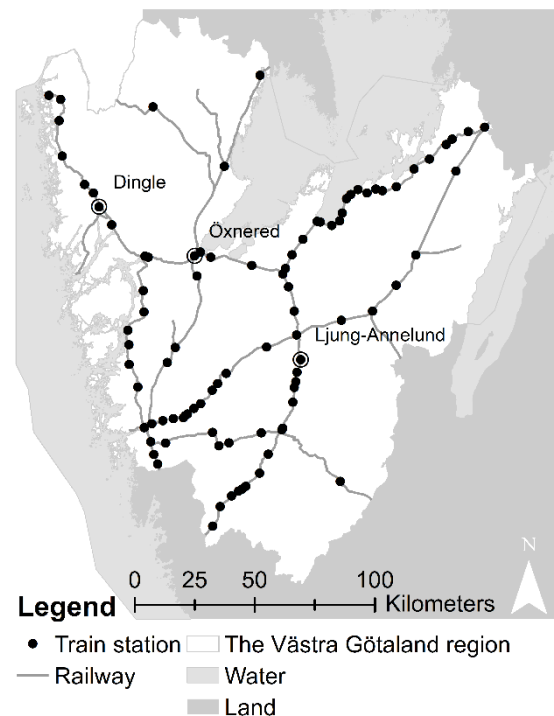 Dingle
Öxnered
Ljung-Annelund
N
0 25 50 100
Kilometers
Legend
Train station
The Västra Götaland region
Railway
Water
Land